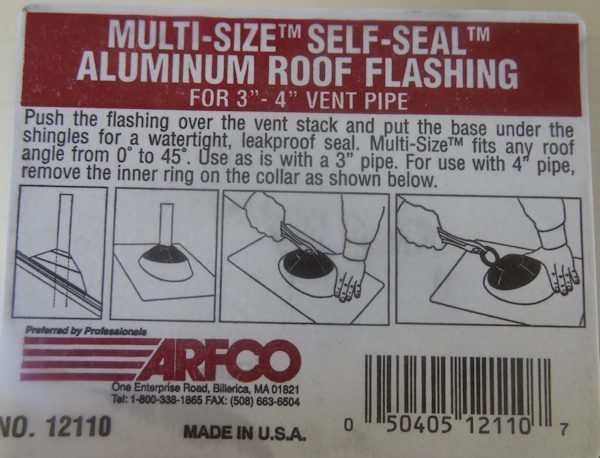 MULTI-SIZE™ SELF-SEAL™
ALUMINUM ROOF FLASHING
FOR 3"- 4" VENT PIPE
Push the flashing over the vent stack and put the base under the
shingles for a watertight, leakproof seal. Multi-Size™ fits any roof
angle from 0° to 45°. Use as is with a 3" pipe. For use with 4" pipe,
remove the inner ring on the collar as shown below.
Preferred by Professionals
ARFCO
One Enterprise Road, Billerica, MA 01821
Tel: 1-800-338-1865 FAX: (508) 663-6504
NO. 12110
MADE IN U.S.A.
0 50405 12110 7